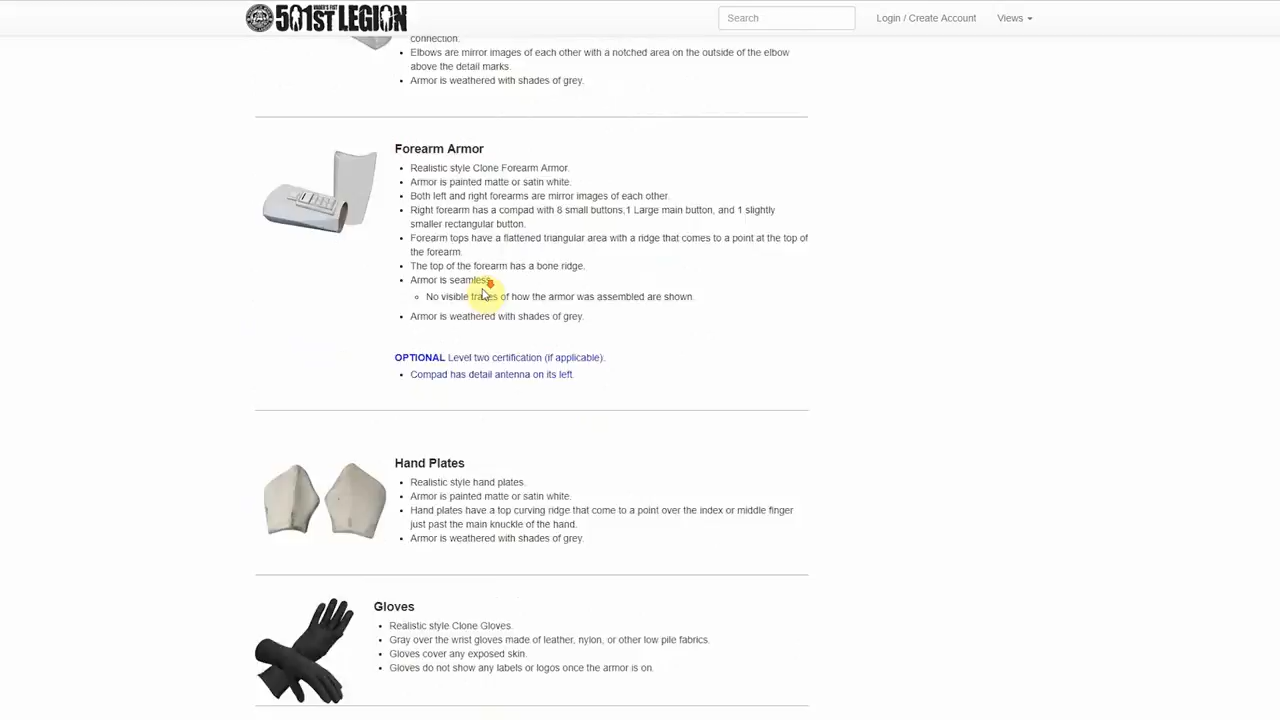 VADER'S FIST
501ST LEGION
Search
Login / Create Account
Views
connection.
Elbows are mirror images of each other with a notched area on the outside of the elbow
above the detail marks.
Armor is weathered with shades of grey.
Forearm Armor
Realistic style Clone Forearm Armor.
Armor is painted matte or satin white.
Both left and right forearms are mirror images of each other.
Right forearm has a compad with 8 small buttons,1 Large main button, and 1 slightly
smaller rectangular button.
Forearm tops have a flattened triangular area with a ridge that comes to a point at the top of
the forearm.
The top of the forearm has a bone ridge.
Armor is seamless.
No visible traces of how the armor was assembled are shown.
Armor is weathered with shades of grey.
OPTIONAL Level two certification (if applicable).
Compad has detail antenna on its left.
Hand Plates
Realistic style hand plates.
Armor is painted matte or satin white.
Hand plates have a top curving ridge that come to a point over the index or middle finger
just past the main knuckle of the hand.
Armor is weathered with shades of grey.
Gloves
Realistic style Clone Gloves.
Gray over the wrist gloves made of leather, nylon, or other low pile fabrics.
Gloves cover any exposed skin.
Gloves do not show any labels or logos once the armor is on.